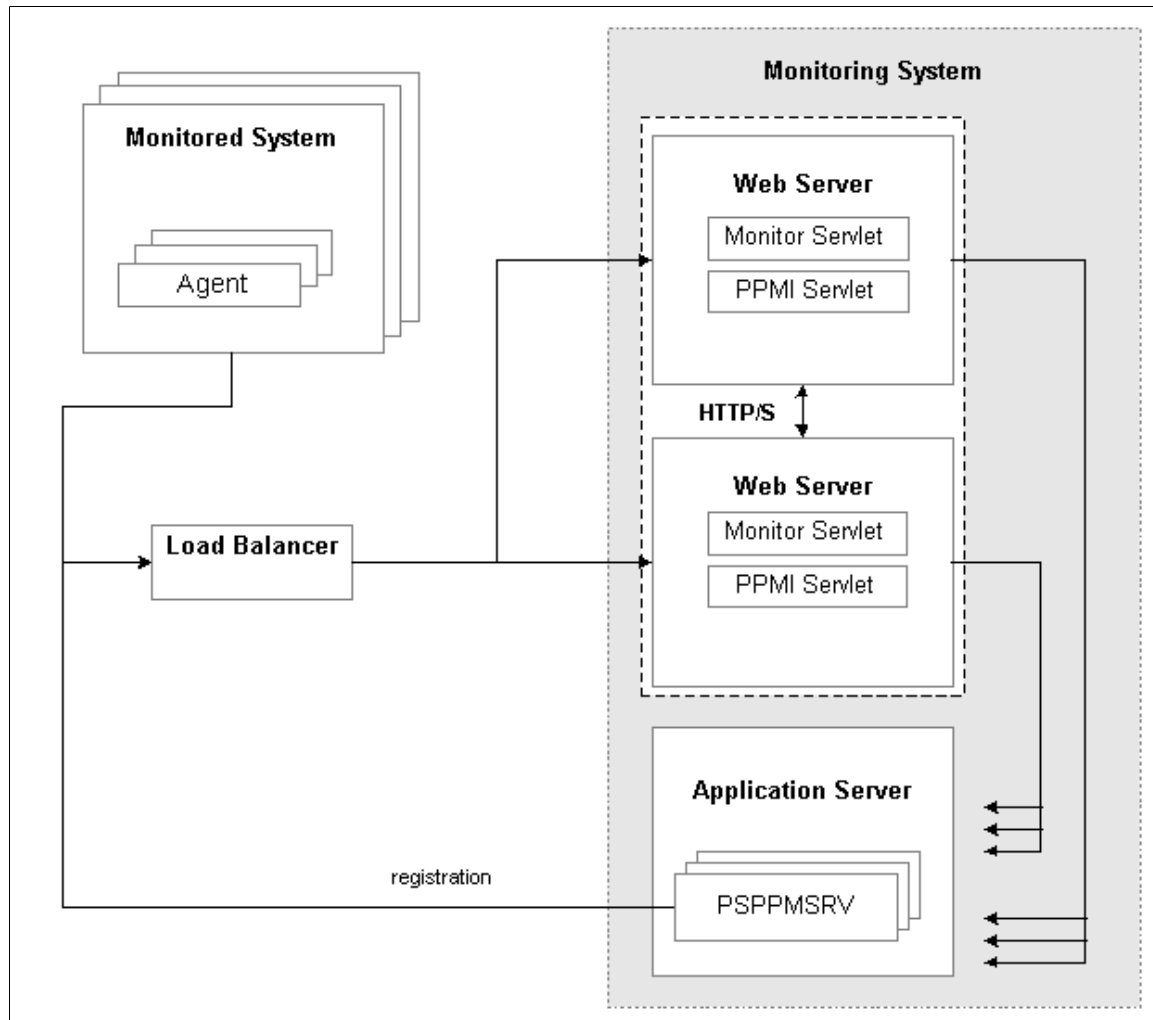 Monitoring System
Monitored System
Agent
Web Server
Monitor Servlet
PPMI Servlet
HTTP/S
Web Server
Monitor Servlet
PPMI Servlet
Load Balancer
Application Server
registration
PSPPMSRV